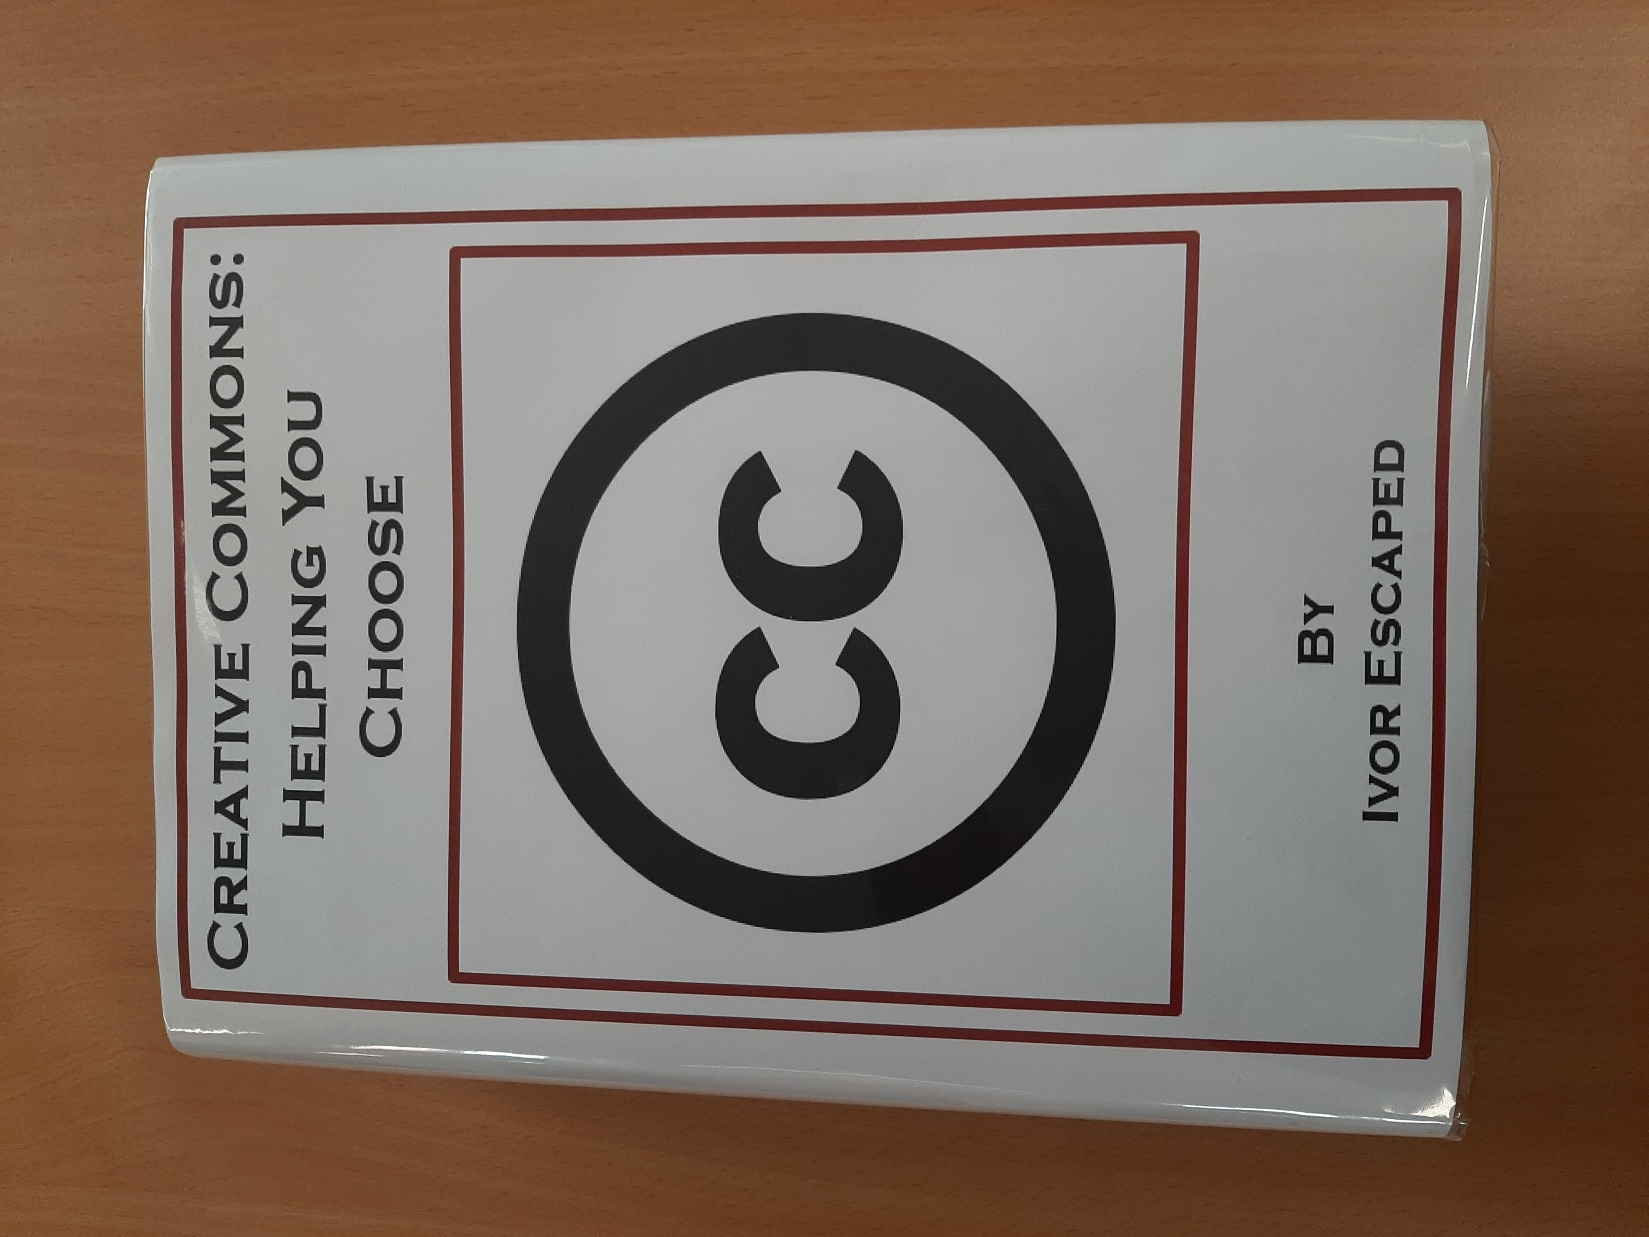 Creative Commons:
Helping You
Choose
cc
By
Ivor Escaped